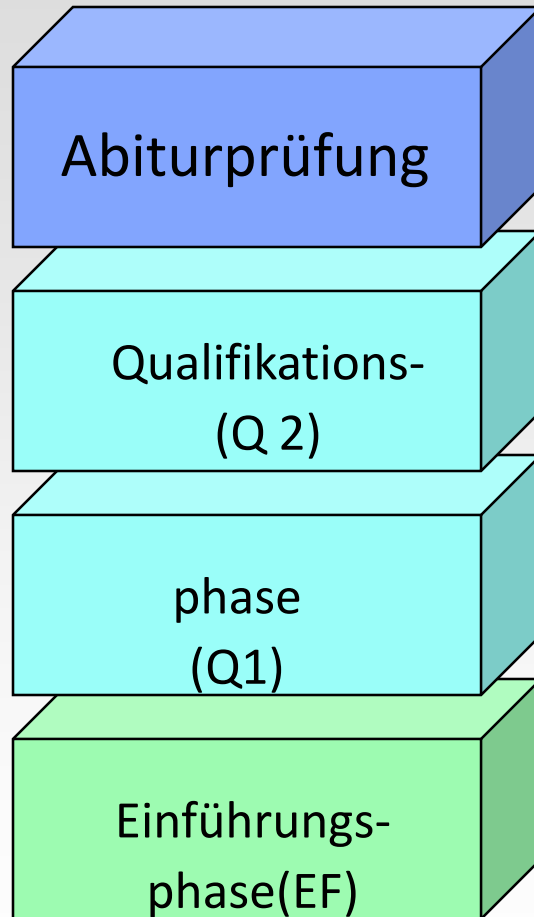 Abiturprüfung
Qualifikations-
(Q 2)
phase
(Q1)
Einführungs-
phase(EF)